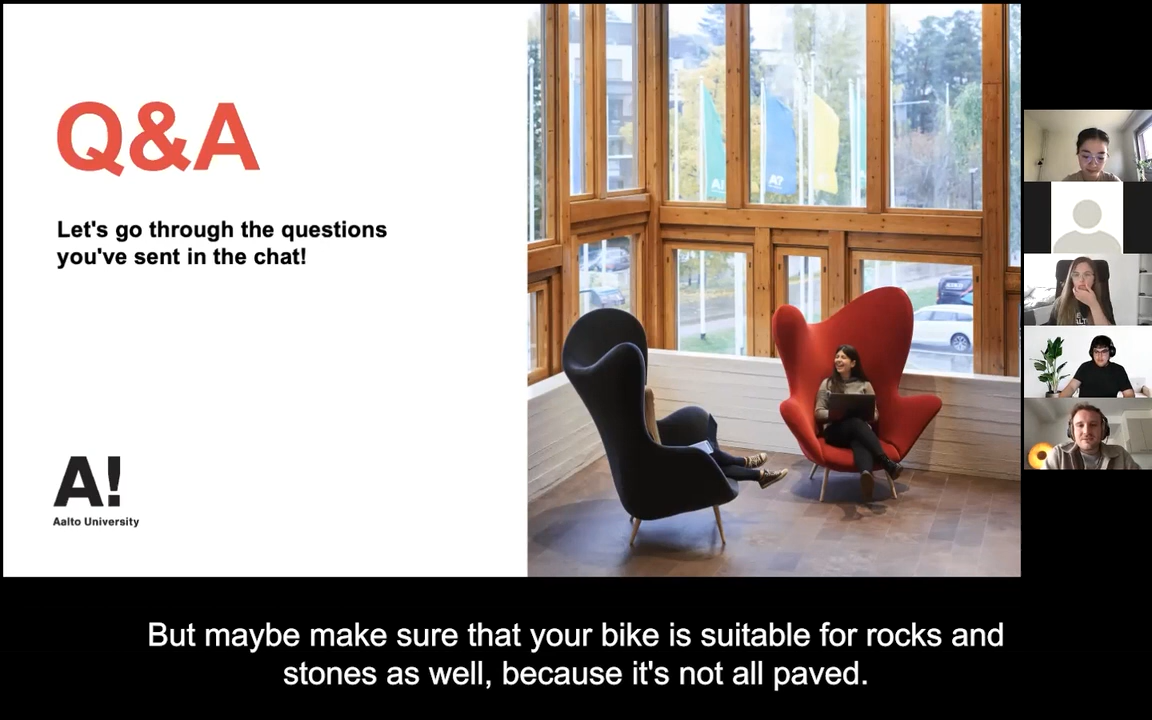 Q&A
Let's go through the questions
you've sent in the chat!
A!
Aalto University
A!
A?
But maybe make sure that your bike is suitable for rocks and
stones as well, because it's not all paved.